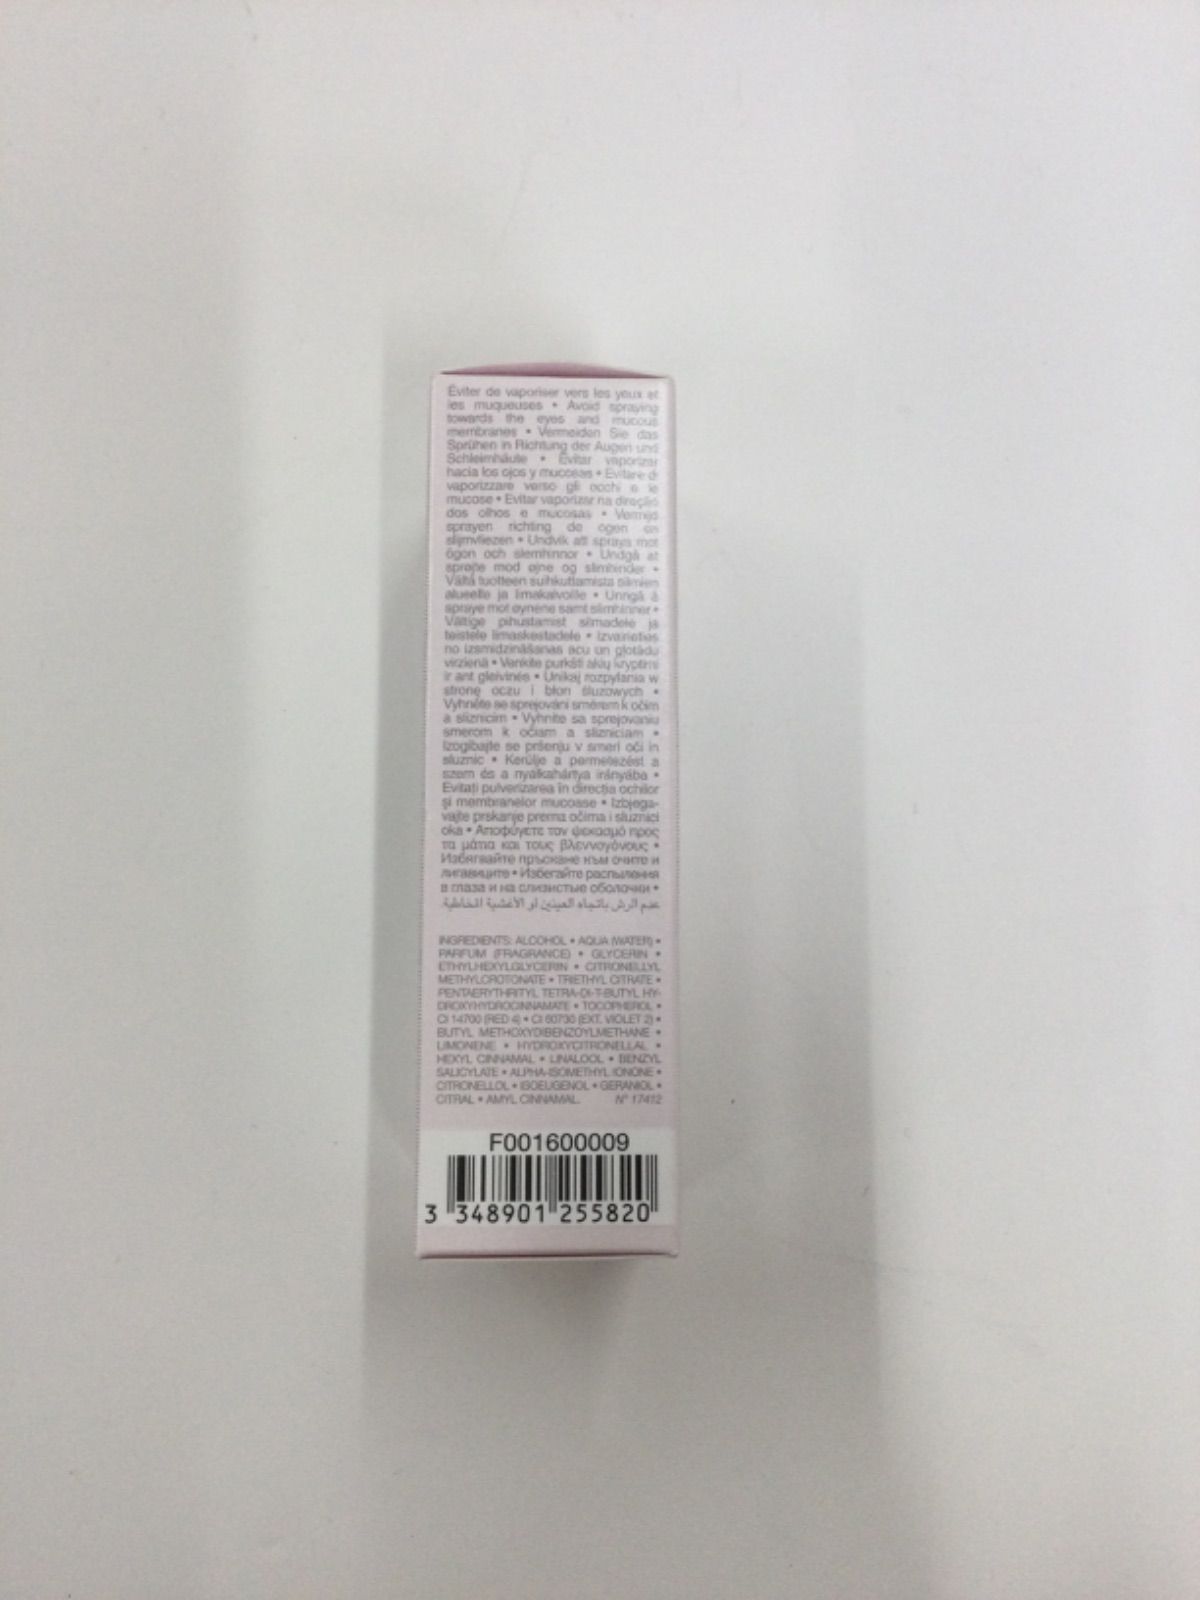 Éviter de vaporiser vers les yeux et
les muqueuses • Avoid spraying
towards the eyes and mucous
membranes • Vermeiden Sie das
Sprühen in Richtung der Augen und
Schleimhäute • Evitar vaporizar
hacia los ojos y mucosas • Evitare di
vaporizzare verso gli occhi e le
mucose • Evitar vaporizar na direção
dos olhos e mucosas • Vermijd
sprayen richting de ogen en
slijmvliezen • Undvik att spraya mot
ögon och slemhinnor • Undgå at
sprøjte mod øjne og slimhinder •
Vältä tuotteen suihkuttamista silmien
alueelle ja limakalvoille • Unngå å
spraye mot øynene samt slimhinner •
Vältige pihustamist silmadele ja
teistele limaskestadele • Izvairieties
no izsmidzināšanas acu un gļotādu
virzienā • Venkite purkšti akių kryptimi
ir ant gleivinės • Unikaj rozpylania w
stronę oczu i błon śluzowych •
Vyhněte se sprejování směrem k očím
a sliznicím • Vyhnite sa sprejovaniu
smerom k očiam a slizniciam •
Izogibajte se pršenju v smeri oči in
sluznic • Kerülje a permetezést a
szem és a nyálkahártya irányába •
Evitați pulverizarea în direcția ochilor
și membranelor mucoase • Izbjega-
vajte prskanje prema očima i sluznici
oka • Αποφύγετε τον ψεκασμό προς
τα μάτια και τους βλεννογόνους •
Избягвайте пръскане към очите и
лигавиците • Избегайте распыления
в глаза и на слизистые оболочки •
عدم الرش باتجاه العينين أو الأغشية المخاطية.
INGREDIENTS: ALCOHOL • AQUA (WATER) •
PARFUM (FRAGRANCE) • GLYCERIN •
ETHYLHEXYLGLYCERIN • CITRONELLYL
METHYLCROTONATE • TRIETHYL CITRATE •
PENTAERYTHRITYL TETRA-DI-T-BUTYL HY-
DROXYHYDROCINNAMATE • TOCOPHEROL •
CI 14700 (RED 4) • CI 60730 (EXT. VIOLET 2) •
BUTYL METHOXYDIBENZOYLMETHANE •
LIMONENE • HYDROXYCITRONELLAL •
HEXYL CINNAMAL • LINALOOL • BENZYL
SALICYLATE • ALPHA-ISOMETHYL IONONE •
CITRONELLOL • ISOEUGENOL • GERANIOL •
CITRAL • AMYL CINNAMAL. N° 17412
F001600009
3 348901 255820